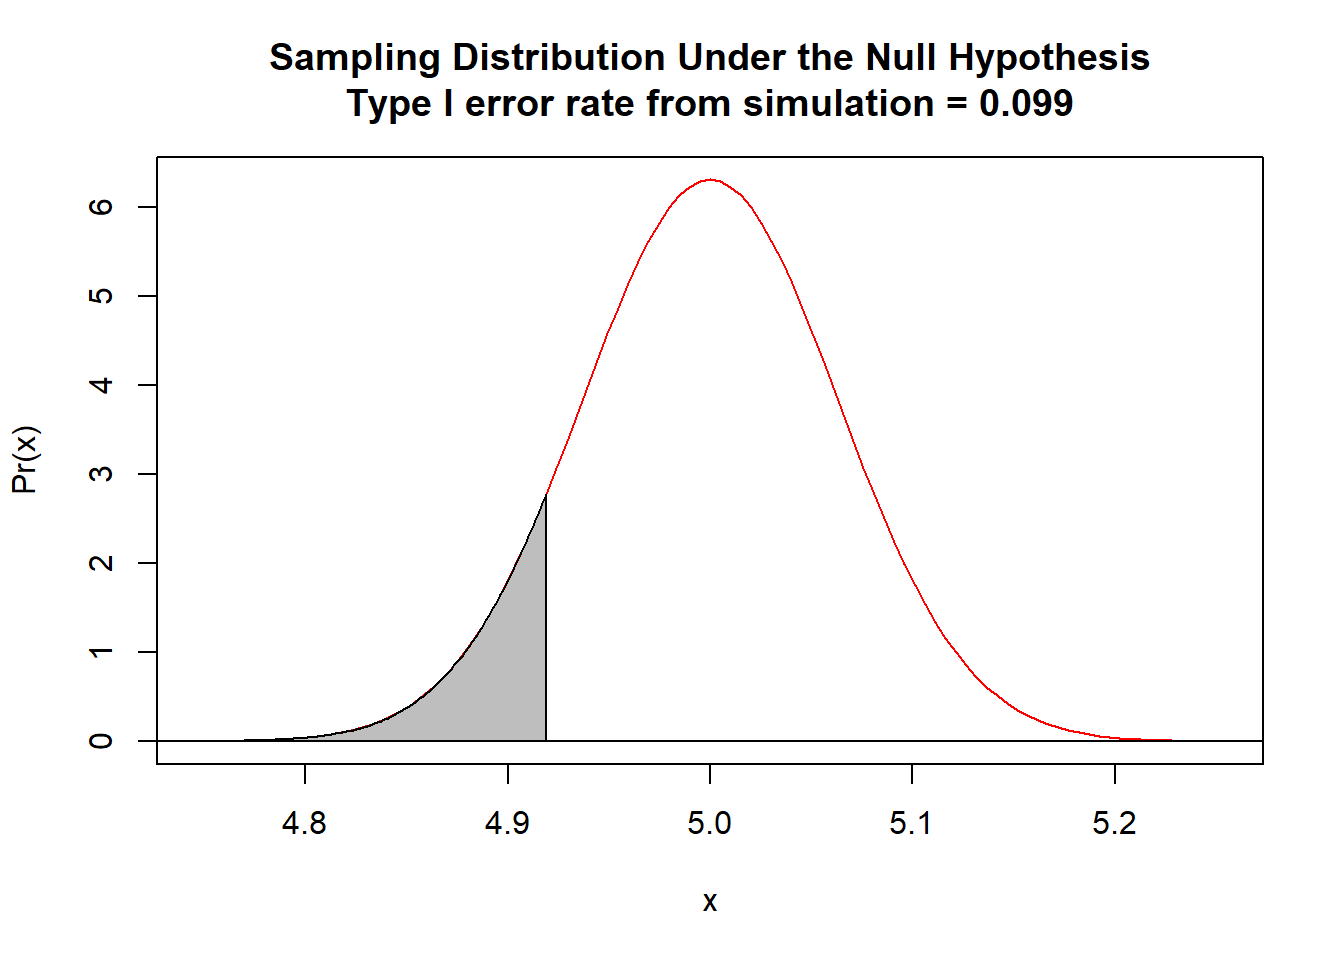 Sampling Distribution Under the Null Hypothesis
Type I error rate from simulation = 0.099
Pr(x)
6
5
4
3
2
1
0
4.8 4.9 5.0 5.1 5.2
x